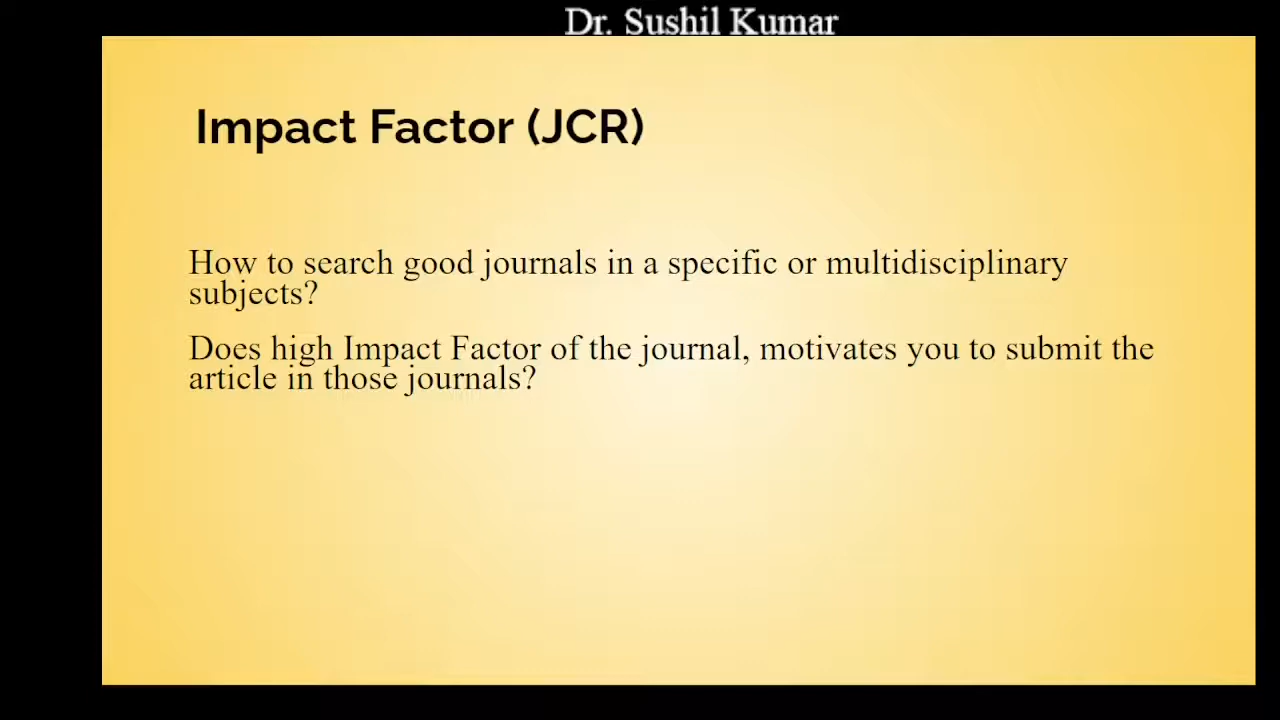 Dr. Sushil Kumar
Impact Factor (JCR)
How to search good journals in a specific or multidisciplinary
subjects?
Does high Impact Factor of the journal, motivates you to submit the
article in those journals?